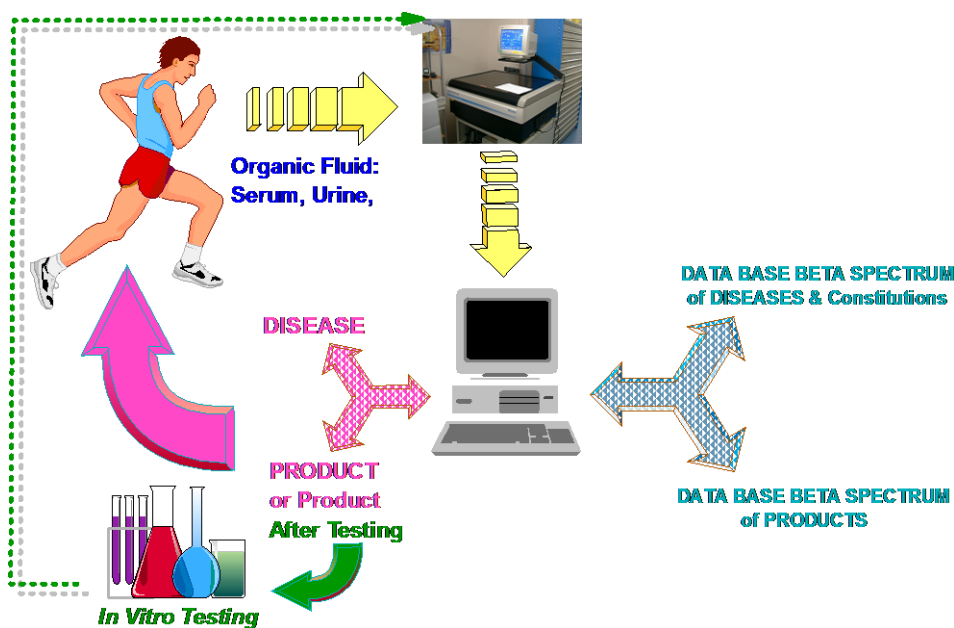 Organic Fluid:
Serum, Urine,
DATA BASE BETA SPECTRUM
of DISEASES & Constitutions
DISEASE
PRODUCT
or Product
After Testing
DATA BASE BETA SPECTRUM
of PRODUCTS
In Vitro Testing